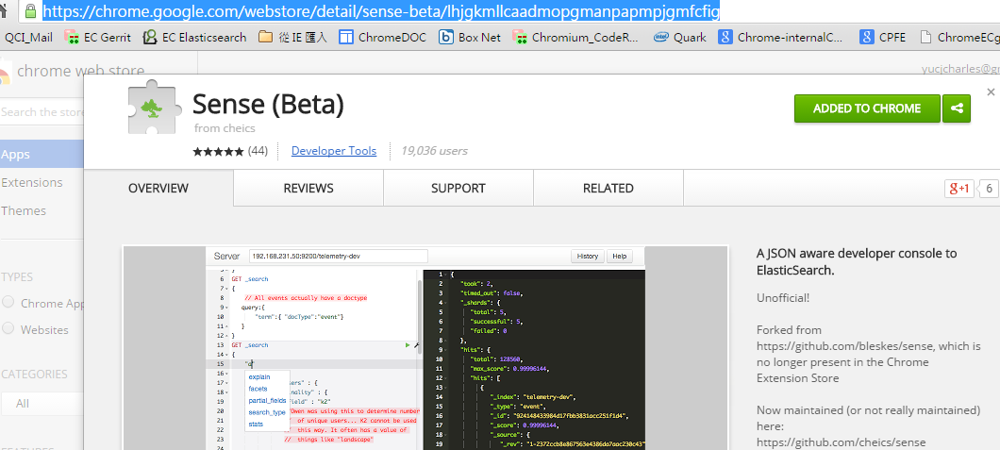 https://chrome.google.com/webstore/detail/sense-beta/lhjgkmllcaadmopgmanpapmpjgmfcfig
QCI_Mail EC Gerrit EC Elasticsearch 從 IE 匯入 ChromeDOC Box Net Chromium_CodeR... Quark Chrome-internalC... CPFE ChromeECg
chrome web store
yucjcharles@g
Search the store
Apps
Extensions
Themes
TYPES
Chrome App
Websites
CATEGORIES
All
FEATURES
Sense (Beta)
from cheics
(44) Developer Tools 19,036 users
ADDED TO CHROME
OVERVIEW REVIEWS SUPPORT RELATED
g+1 6
Server 192.168.231.50:9200/telemetry-dev History Help
5 }
6 GET _search
7 {
8 // All events actually have a doctype
9 query:{
10 "term":{ "docType":"event"}
11 }
12 }
13 GET _search
14 {
15 "d
16
17 users" : {
18 inality" : {
19 field" : "k2"
20 Owen was using this to determine number
21 of unique users... K2 cannot be used
22 this way. It often has a value of
23 // things like "landscape"
explain
facets
partial_fields
search_type
stats
1 {
2 "took": 2,
3 "timed_out": false,
4 "_shards": {
5 "total": 5,
6 "successful": 5,
7 "failed": 0
8 },
9 "hits": {
10 "total": 128560,
11 "max_score": 0.99996144,
12 "hits": [
13 {
14 "_index": "telemetry-dev",
15 "_type": "event",
16 "_id":
17 "_score": 0.99996144,
18 "_source": {
19 "_rev":
A JSON aware developer console to
ElasticSearch.
Unofficial!
Forked from
https://github.com/bleskes/sense, which is
no longer present in the Chrome
Extension Store
Now maintained (or not really maintained)
here:
https://github.com/cheics/sense